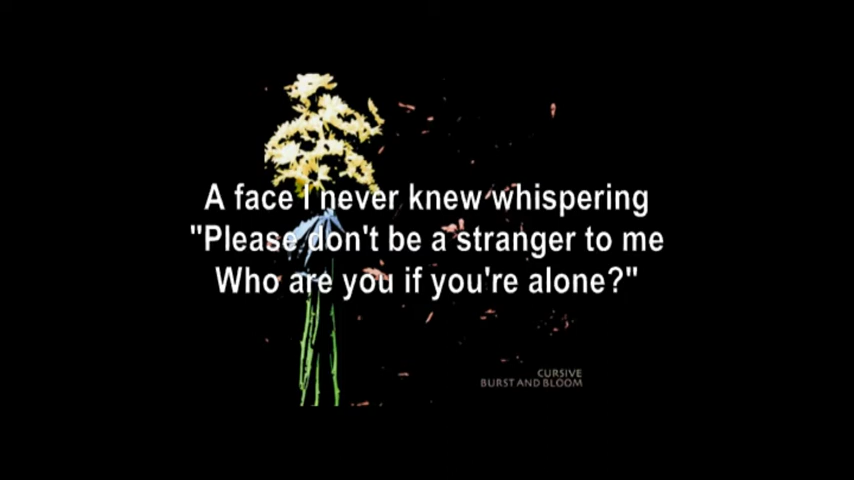 A face I never knew whispering
"Please don't be a stranger to me
Who are you if you're alone?"
CURSIVE
BURST AND BLOOM